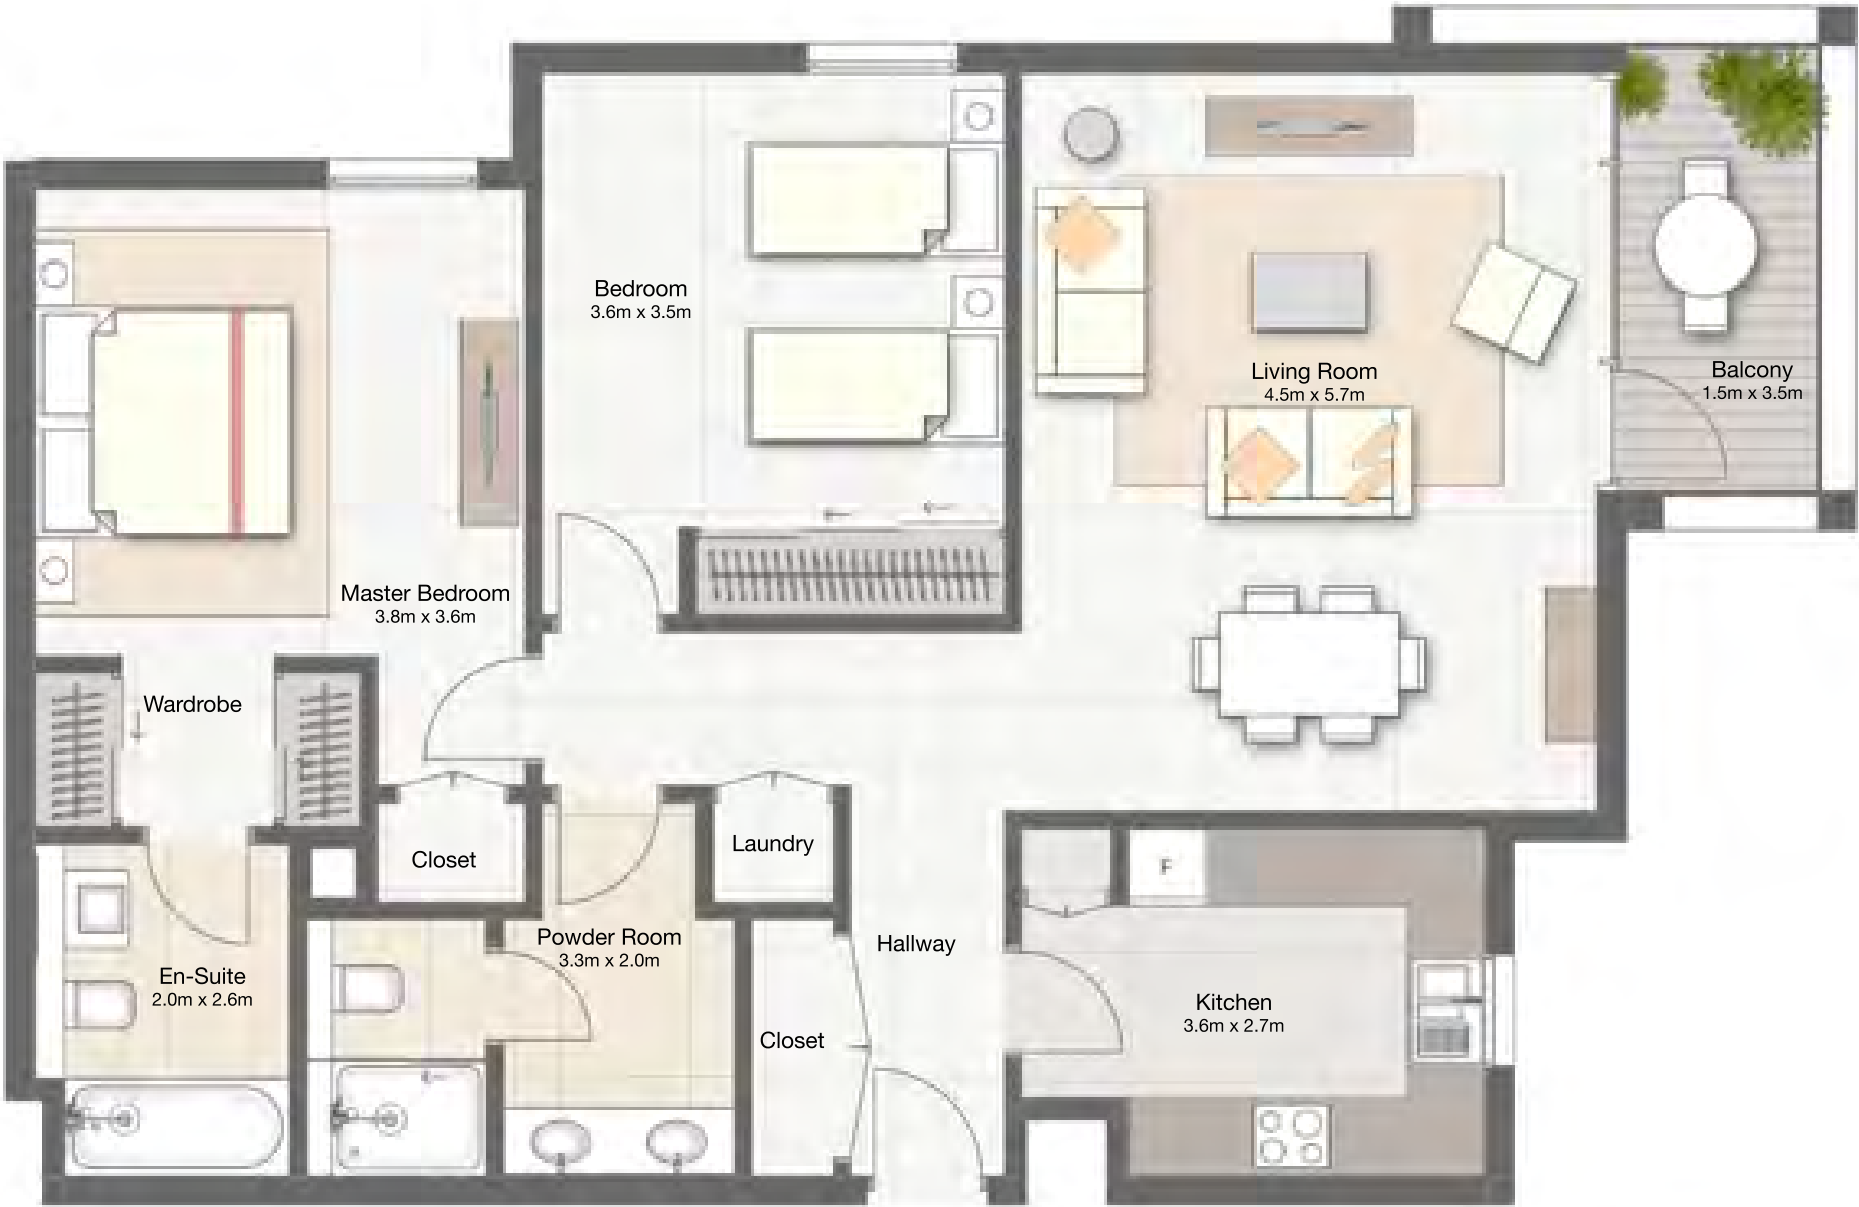 Bedroom
3.6m x 3.5m
Living Room
4.5m x 5.7m
Balcony
1.5m x 3.5m
Master Bedroom
3.8m x 3.6m
Wardrobe
Closet
Laundry
F
Powder Room
3.3m x 2.0m
Hallway
En-Suite
2.0m x 2.6m
Closet
Kitchen
3.6m x 2.7m